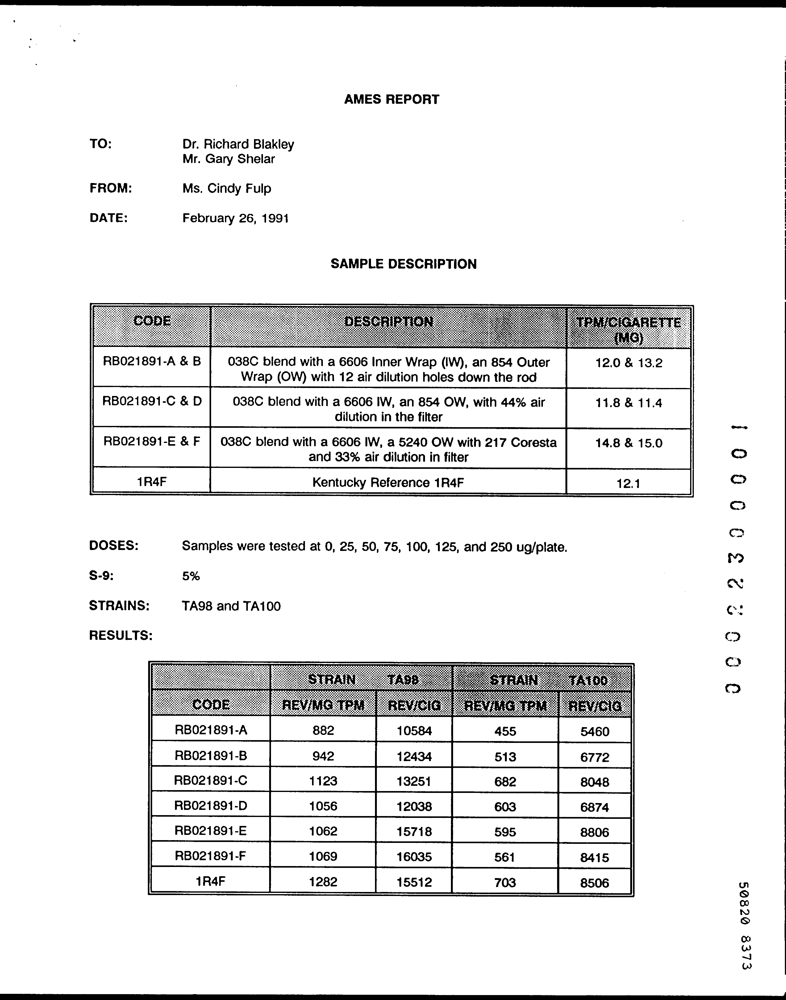 AMES REPORT
TO: Dr. Richard Blakley
Mr. Gary Shelar
FROM: Ms. Cindy Fulp
DATE: February 26, 1991
SAMPLE DESCRIPTION
CODE DESCRIPTION TPM/CIGARETTE
(MG)
RB021891-A & B 038C blend with a 6606 Inner Wrap (IW), an 854 Outer 12.0 & 13.2
Wrap (OW) with 12 air dilution holes down the rod
RB021891-C & D 038C blend with a 6606 IW, an 854 OW, with 44% air 11.8 & 11.4
dilution in the filter
RB021891-E & F 038C blend with a 6606 IW, a 5240 OW with 217 Coresta 14.8 & 15.0
and 33% air dilution in filter
1R4F Kentucky Reference 1R4F 12.1
DOSES: Samples were tested at 0, 25, 50, 75, 100, 125, and 250 ug/plate.
S-9: 5%
STRAINS: TA98 and TA100
RESULTS:
STRAIN TA98 STRAIN TA100
CODE REV/MG TPM REV/CIG REV/MG TPM REV/CIG
RB021891-A 882 10584 455 5460
RB021891-B 942 12434 513 6772
RB021891-C 1123 13251 682 8048
RB021891-D 1056 12038 603 6874
RB021891-E 1062 15718 595 8806
RB021891-F 1069 16035 561 8415
1R4F 1282 15512 703 8506
00022300001
50820 8373